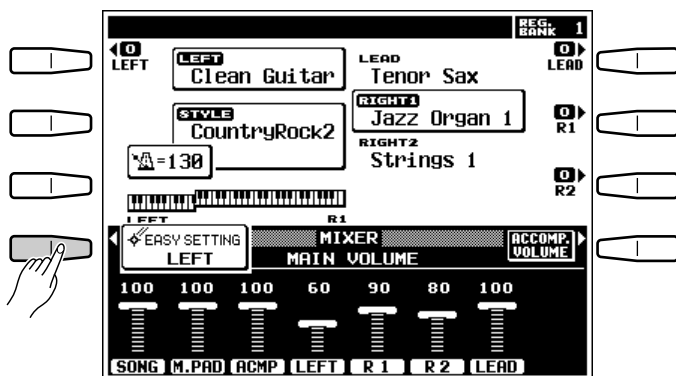 REG. BANK 1
0 LEFT
LEFT
Clean Guitar
LEAD
Tenor Sax
0 LEAD
STYLE
CountryRock2
RIGHT1
Jazz Organ 1
0 R1
=130
RIGHT2
Strings 1
0 R2
LEFT
R1
EASY SETTING
LEFT
MIXER
MAIN VOLUME
ACCOMP. VOLUME
100 100 100 60 90 80 100
SONG M.PAD ACMP LEFT R 1 R 2 LEAD